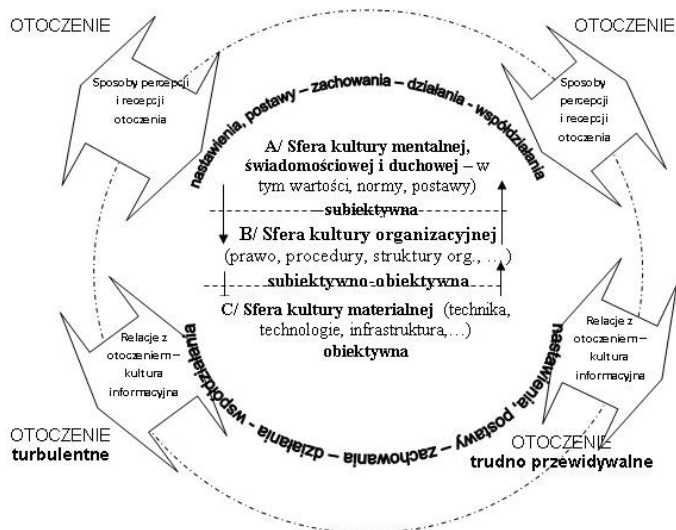 OTOCZENIE
OTOCZENIE
Sposoby percepcji
i recepcji
otoczenia
Sposoby
percepcji
i recepcji
otoczenia
nastawienia, postawy – zachowania – działania - współdziałania
A/ Sfera kultury mentalnej,
świadomościowej i duchowej – w
tym wartości, normy, postawy)
subiektywna
B/ Sfera kultury organizacyjnej
(prawo, procedury, struktury org., …)
subiektywno-obiektywna
C/ Sfera kultury materialnej (technika,
technologie, infrastruktura,…)
obiektywna
Relacje z
otoczeniem –
kultura
informacyjna
Relacje z
otoczeniem –
kultura
informacyjna
nastawienia, postawy – zachowania – działania - współdziałania
OTOCZENIE
turbulentne
OTOCZENIE
trudno przewidywalne